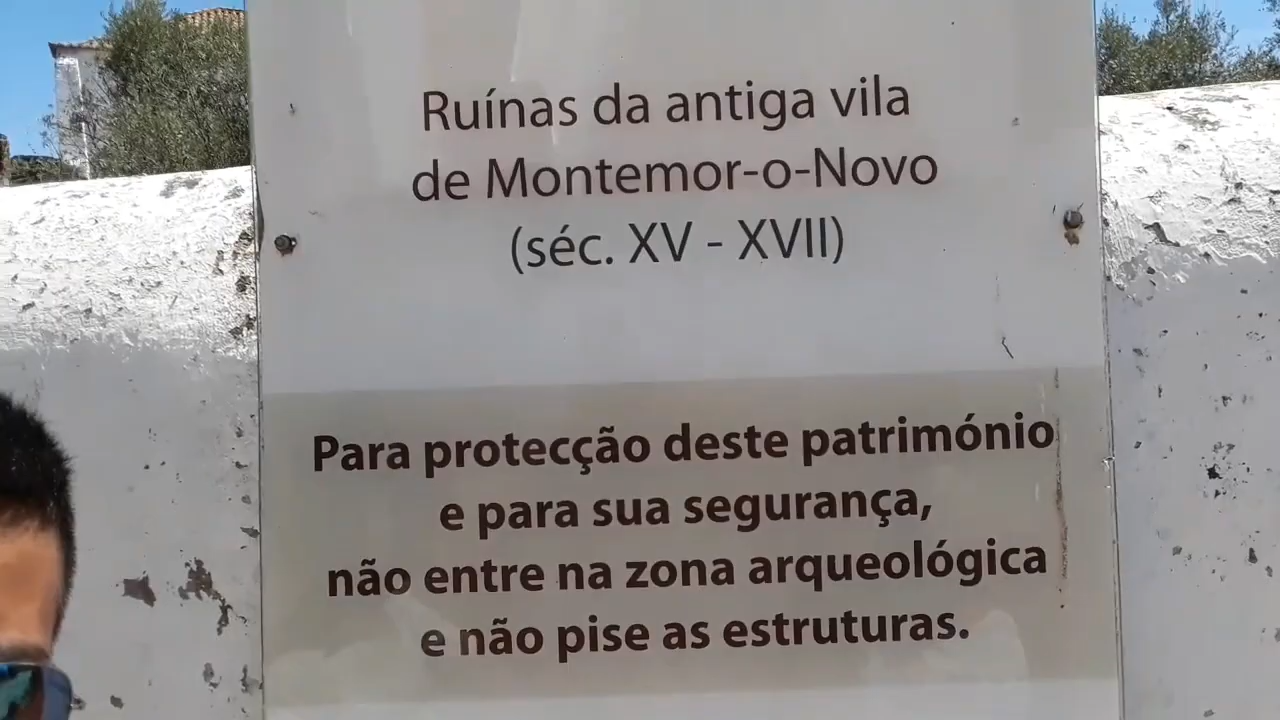 Ruínas da antiga vila
de Montemor-o-Novo
(séc. XV - XVII)
Para protecção deste património
e para sua segurança,
não entre na zona arqueológica
e não pise as estruturas.